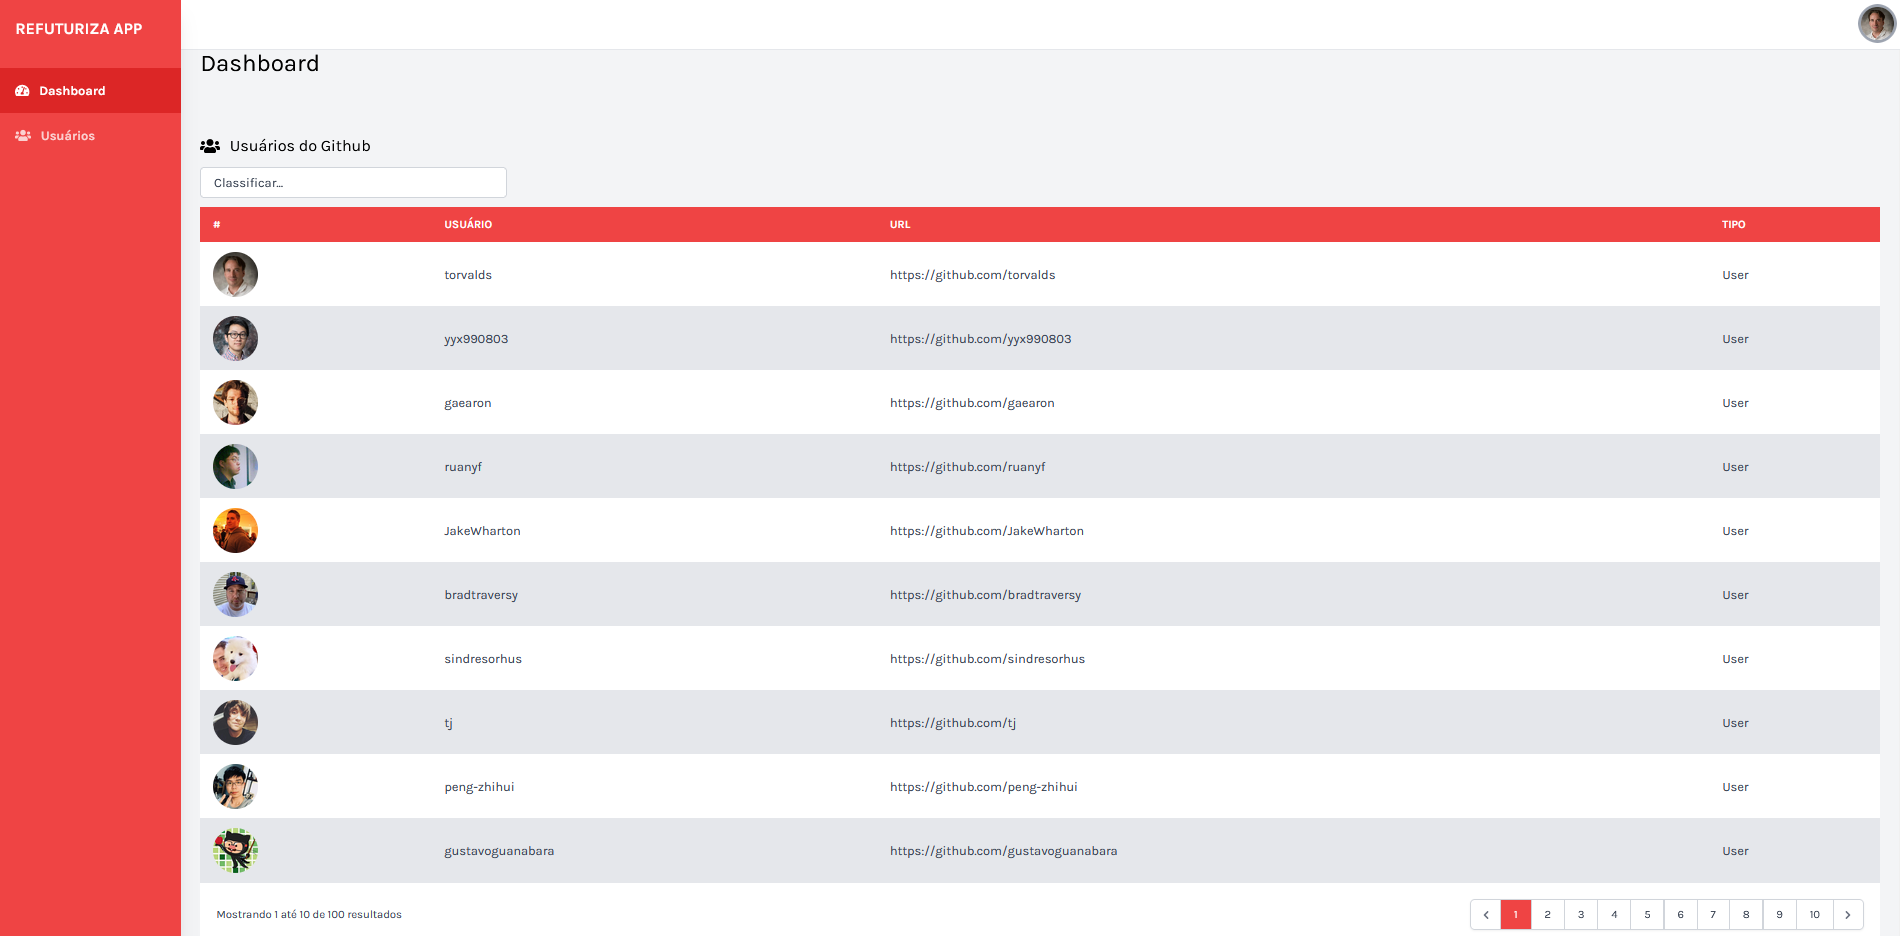 REFUTURIZA APP
Dashboard
Usuários
Dashboard
Usuários do Github
Classificar...
# USUÁRIO URL TIPO
torvalds https://github.com/torvalds User
yyx990803 https://github.com/yyx990803 User
gaearon https://github.com/gaearon User
ruanyf https://github.com/ruanyf User
JakeWharton https://github.com/JakeWharton User
bradtraversy https://github.com/bradtraversy User
sindresorhus https://github.com/sindresorhus User
tj https://github.com/tj User
peng-zhihui https://github.com/peng-zhihui User
gustavoguanabara https://github.com/gustavoguanabara User
Mostrando 1 até 10 de 100 resultados
1 2 3 4 5 6 7 8 9 10